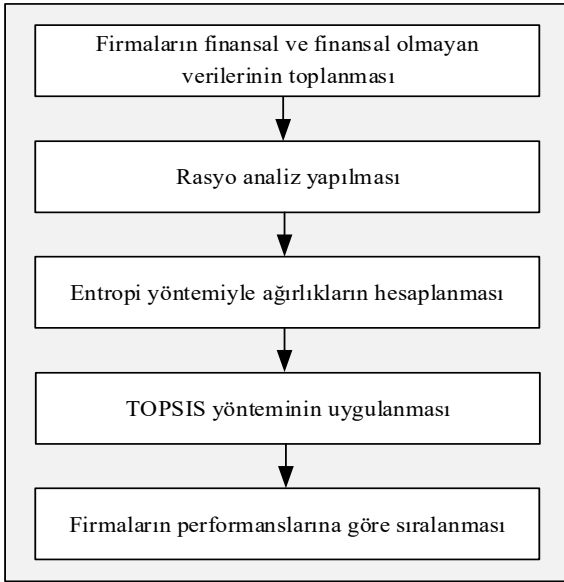 Firmaların finansal ve finansal olmayan
verilerinin toplanması
Rasyo analiz yapılması
Entropi yöntemiyle ağırlıkların hesaplanması
TOPSIS yönteminin uygulanması
Firmaların performanslarına göre sıralanması